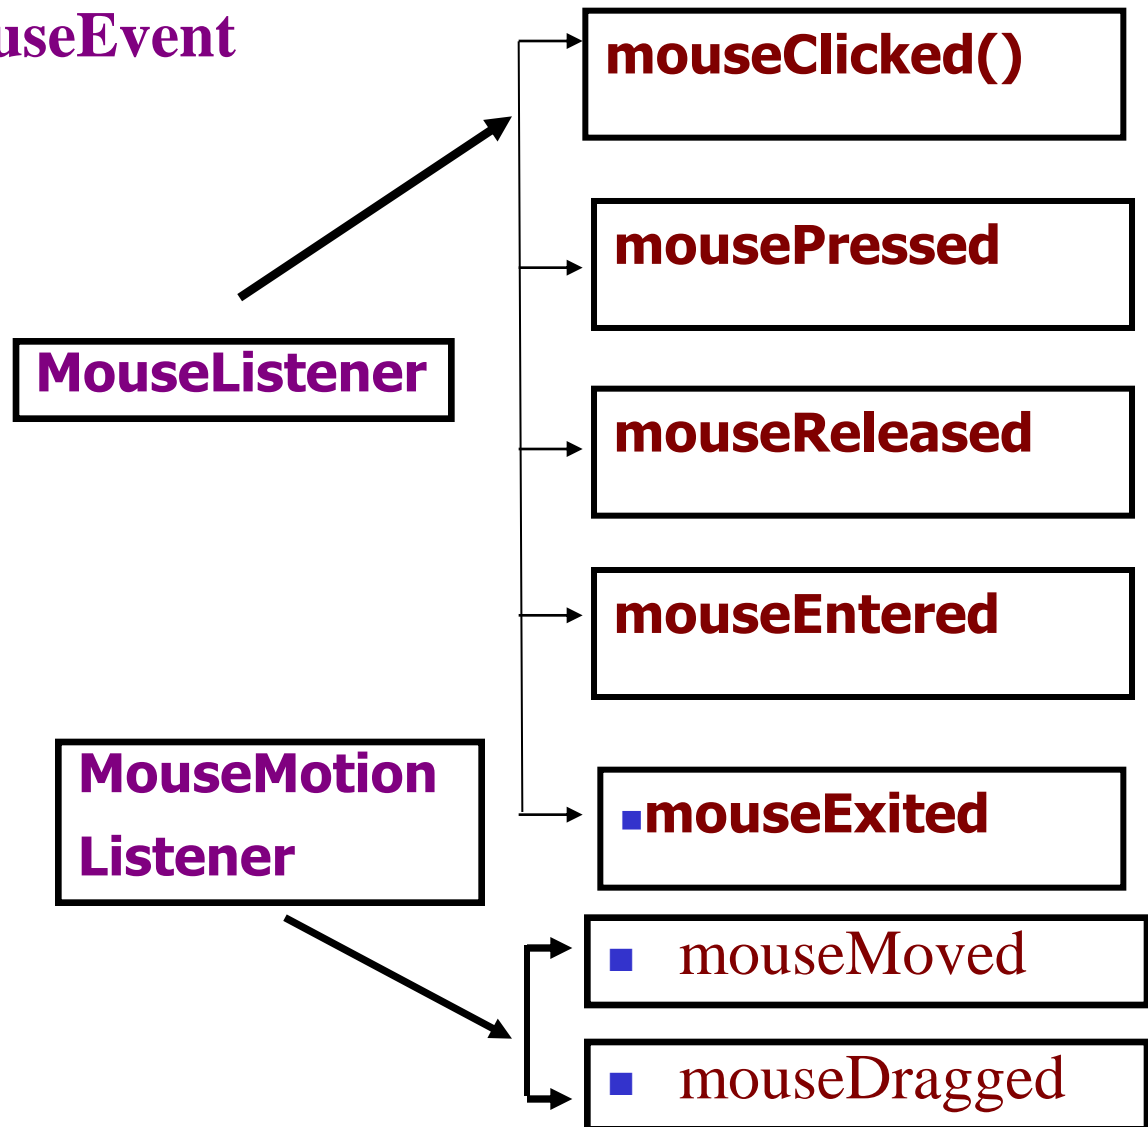 useEvent
mouseClicked()
mousePressed
MouseListener
mouseReleased
mouseEntered
MouseMotion
Listener
mouseExited
mouseMoved
mouseDragged